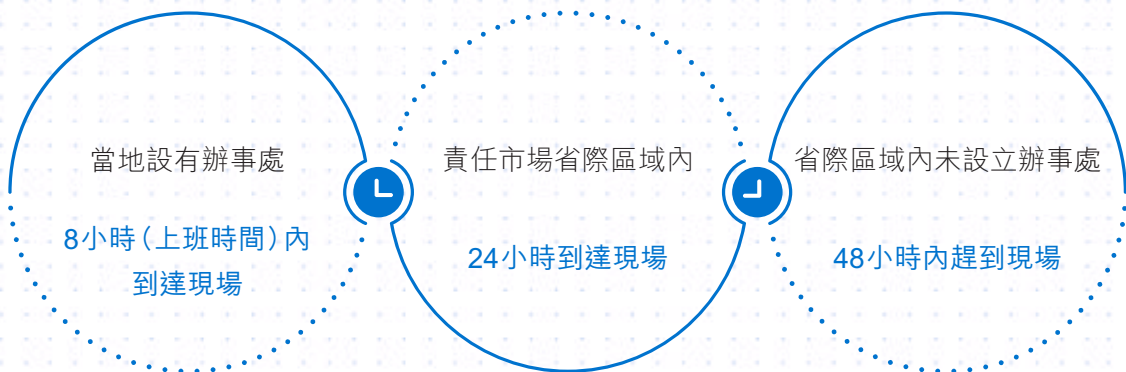 當地設有辦事處
8小時（上班時間）內
到達現場
責任市場省際區域內
24小時到達現場
省際區域內未設立辦事處
48小時內趕到現場